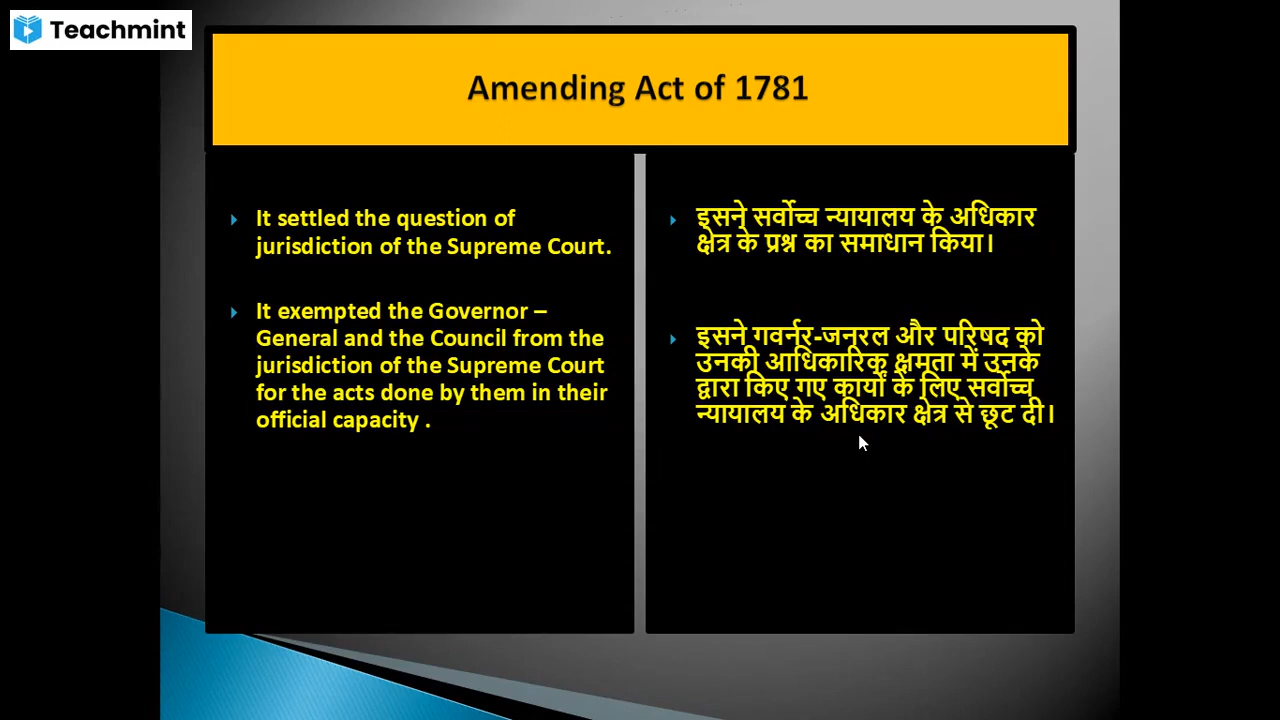 Teachmint
Amending Act of 1781
It settled the question of
jurisdiction of the Supreme Court.
It exempted the Governor –
General and the Council from the
jurisdiction of the Supreme Court
for the acts done by them in their
official capacity .
इसने सर्वोच्च न्यायालय के अधिकार
क्षेत्र के प्रश्न का समाधान किया।
इसने गवर्नर-जनरल और परिषद को
उनकी आधिकारिक क्षमता में उनके
द्वारा किए गए कार्यों के लिए सर्वोच्च
न्यायालय के अधिकार क्षेत्र से छूट दी।